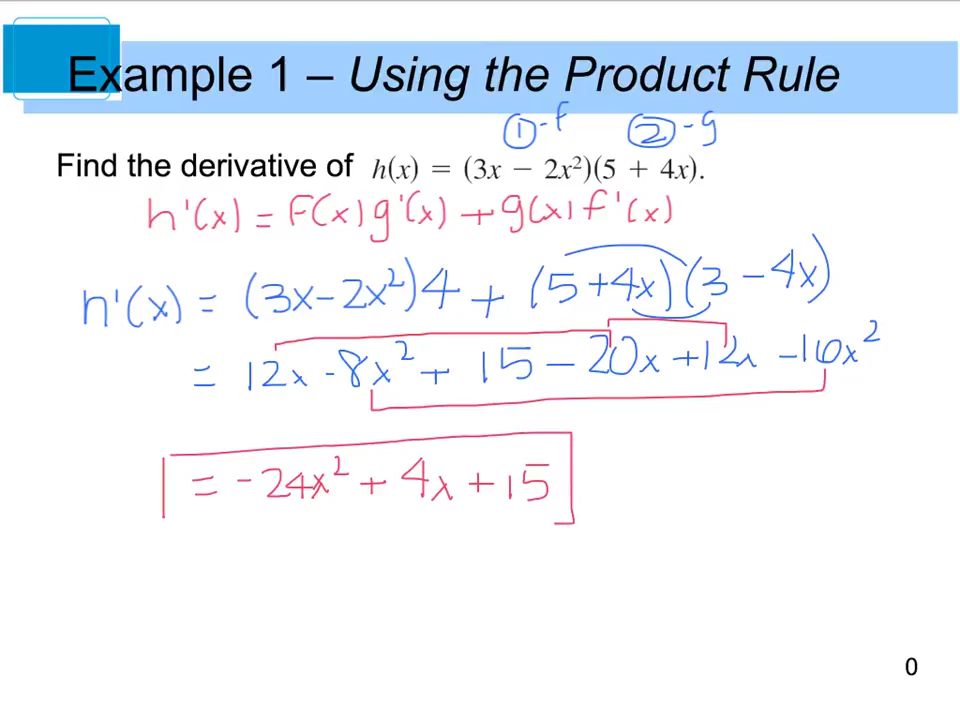 Example 1 – Using the Product Rule
①-f ②-g
Find the derivative of h(x) = (3x − 2x²)(5 + 4x).
h'(x) = f(x)g'(x) + g(x)f'(x)
h'(x) = (3x-2x²)4 + (5+4x)(3-4x)
= 12x-8x² + 15 - 20x + 12x - 16x²
= -24x² + 4x + 15
0